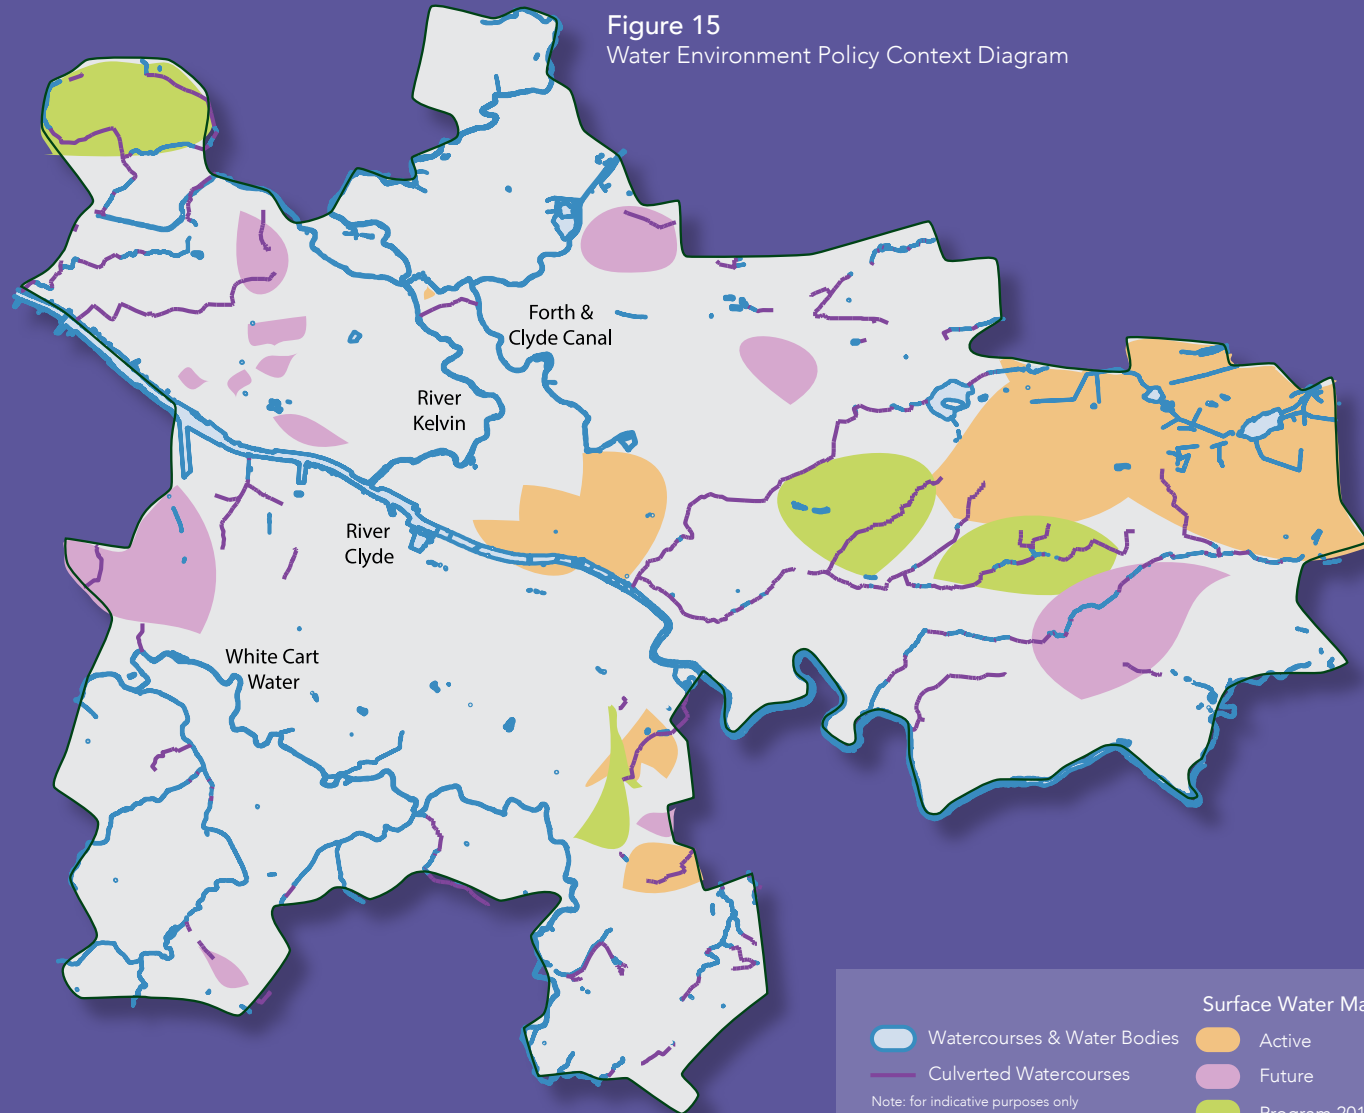 Figure 15
Water Environment Policy Context Diagram
Forth &
Clyde Canal
River
Kelvin
River
Clyde
White Cart
Water
Surface Water
Watercourses & Water Bodies
Active
Culverted Watercourses
Future
Note: for indicative purposes only
Program